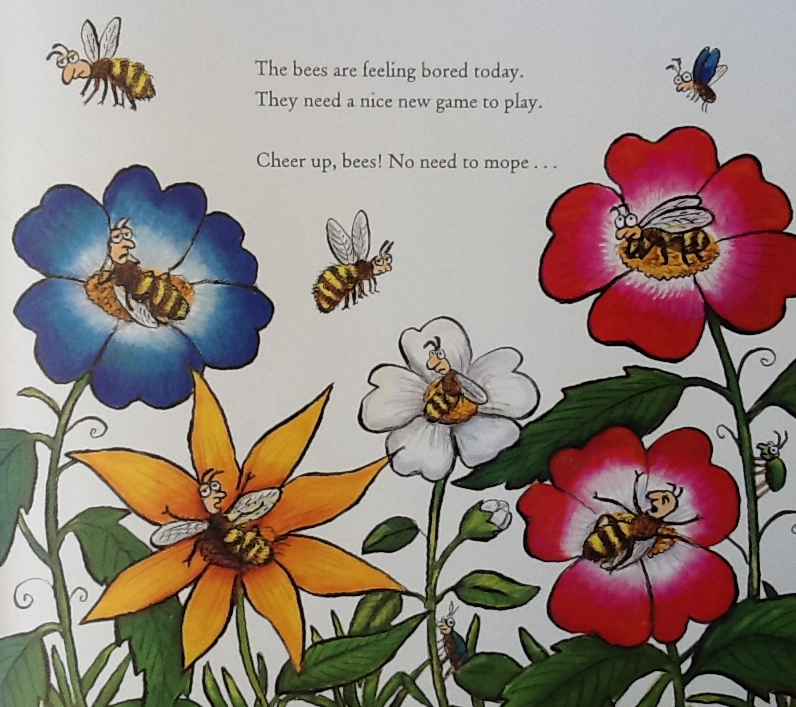 The bees are feeling bored today.
They need a nice new game to play.
Cheer up, bees! No need to mope . . .